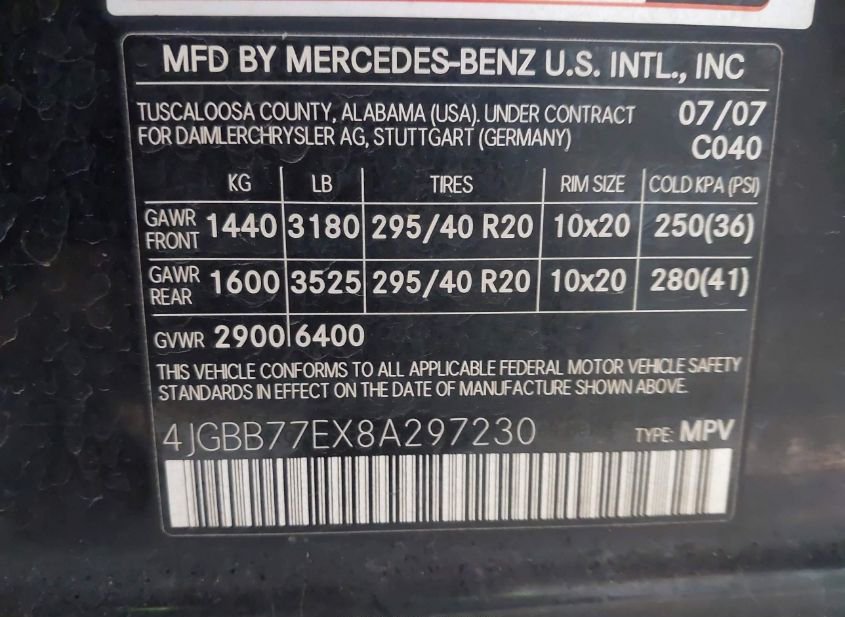 MFD BY MERCEDES-BENZ U.S. INTL., INC
TUSCALOOSA COUNTY, ALABAMA (USA). UNDER CONTRACT 07/07
FOR DAIMLERCHRYSLER AG, STUTTGART (GERMANY) C040
KG LB TIRES RIM SIZE COLD KPA (PSI)
GAWR FRONT 1440 3180 295/40 R20 10x20 250(36)
GAWR REAR 1600 3525 295/40 R20 10x20 280(41)
GVWR 2900 6400
THIS VEHICLE CONFORMS TO ALL APPLICABLE FEDERAL MOTOR VEHICLE SAFETY
STANDARDS IN EFFECT ON THE DATE OF MANUFACTURE SHOWN ABOVE.
4JGBB77EX8A297230 TYPE: MPV